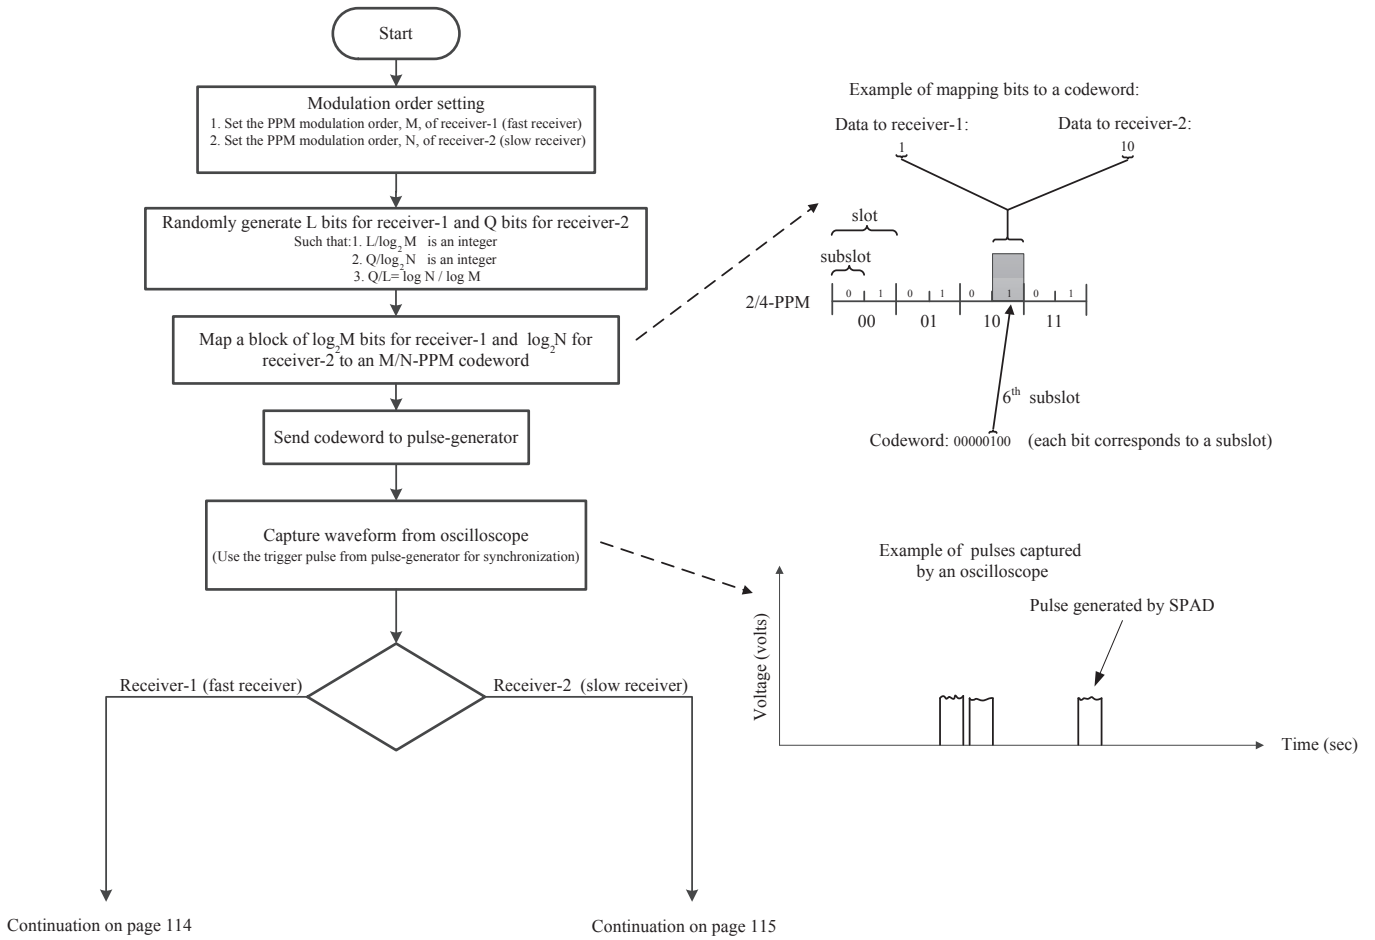 Start
Modulation order setting
1. Set the PPM modulation order, M, of receiver-1 (fast receiver)
2. Set the PPM modulation order, N, of receiver-2 (slow receiver)
Randomly generate L bits for receiver-1 and Q bits for receiver-2
Such that:1. L/log2M is an integer
2. Q/log2N is an integer
3. Q/L= log N / log M
Map a block of log2M bits for receiver-1 and log2N for
receiver-2 to an M/N-PPM codeword
Send codeword to pulse-generator
Capture waveform from oscilloscope
(Use the trigger pulse from pulse-generator for synchronization)
Receiver-1 (fast receiver)
Receiver-2 (slow receiver)
Continuation on page 114
Continuation on page 115
Example of mapping bits to a codeword:
Data to receiver-1:
Data to receiver-2:
1
10
slot
subslot
2/4-PPM
0 1 0 1 0 1 0 1
00 01 10 11
6th subslot
Codeword: 00000100 (each bit corresponds to a subslot)
Example of pulses captured
by an oscilloscope
Pulse generated by SPAD
Voltage (volts)
Time (sec)